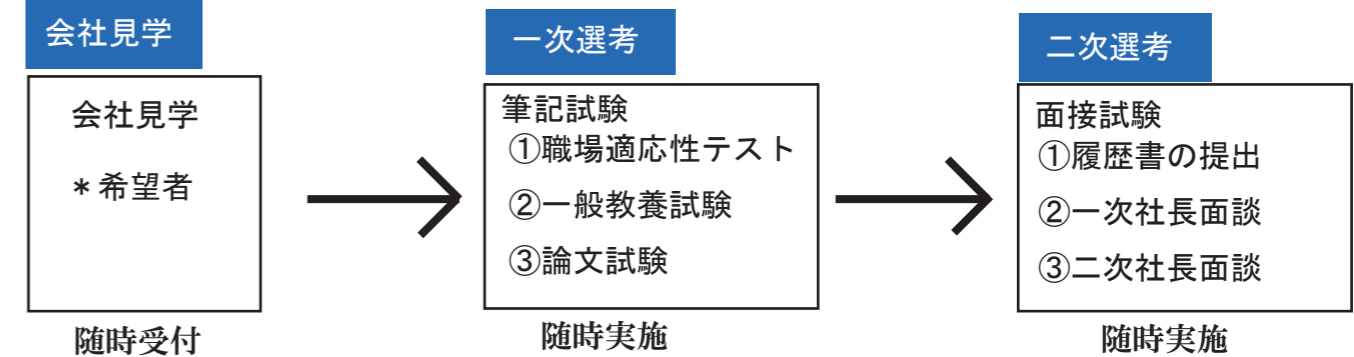 会社見学
会社見学
*希望者
随時受付
一次選考
筆記試験
①職場適応性テスト
②一般教養試験
③論文試験
随時実施
二次選考
面接試験
①履歴書の提出
②一次社長面談
③二次社長面談
随時実施